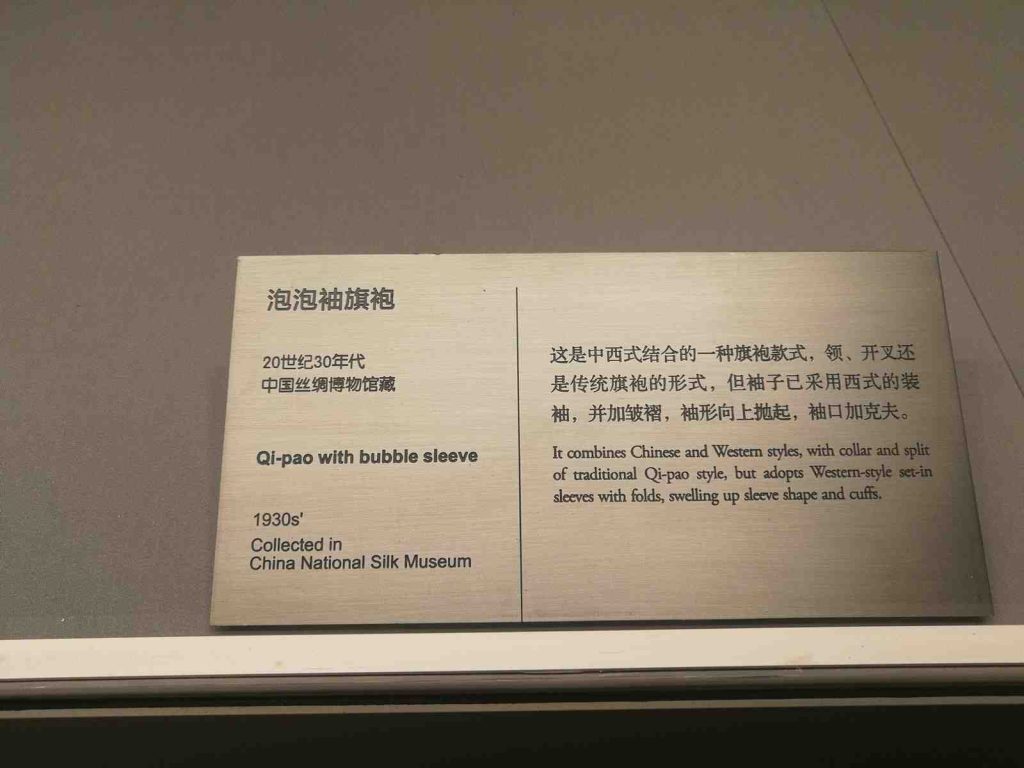 泡泡袖旗袍
20世纪30年代
中国丝绸博物馆藏
Qi-pao with bubble sleeve
1930s'
Collected in
China National Silk Museum
这是中西式结合的一种旗袍款式，领、开叉还
是传统旗袍的形式，但袖子已采用西式的装
袖，并加皱褶，袖形向上抛起，袖口加克夫。
It combines Chinese and Western styles, with collar and split
of traditional Qi-pao style, but adopts Western-style set-in
sleeves with folds, swelling up sleeve shape and cuffs.